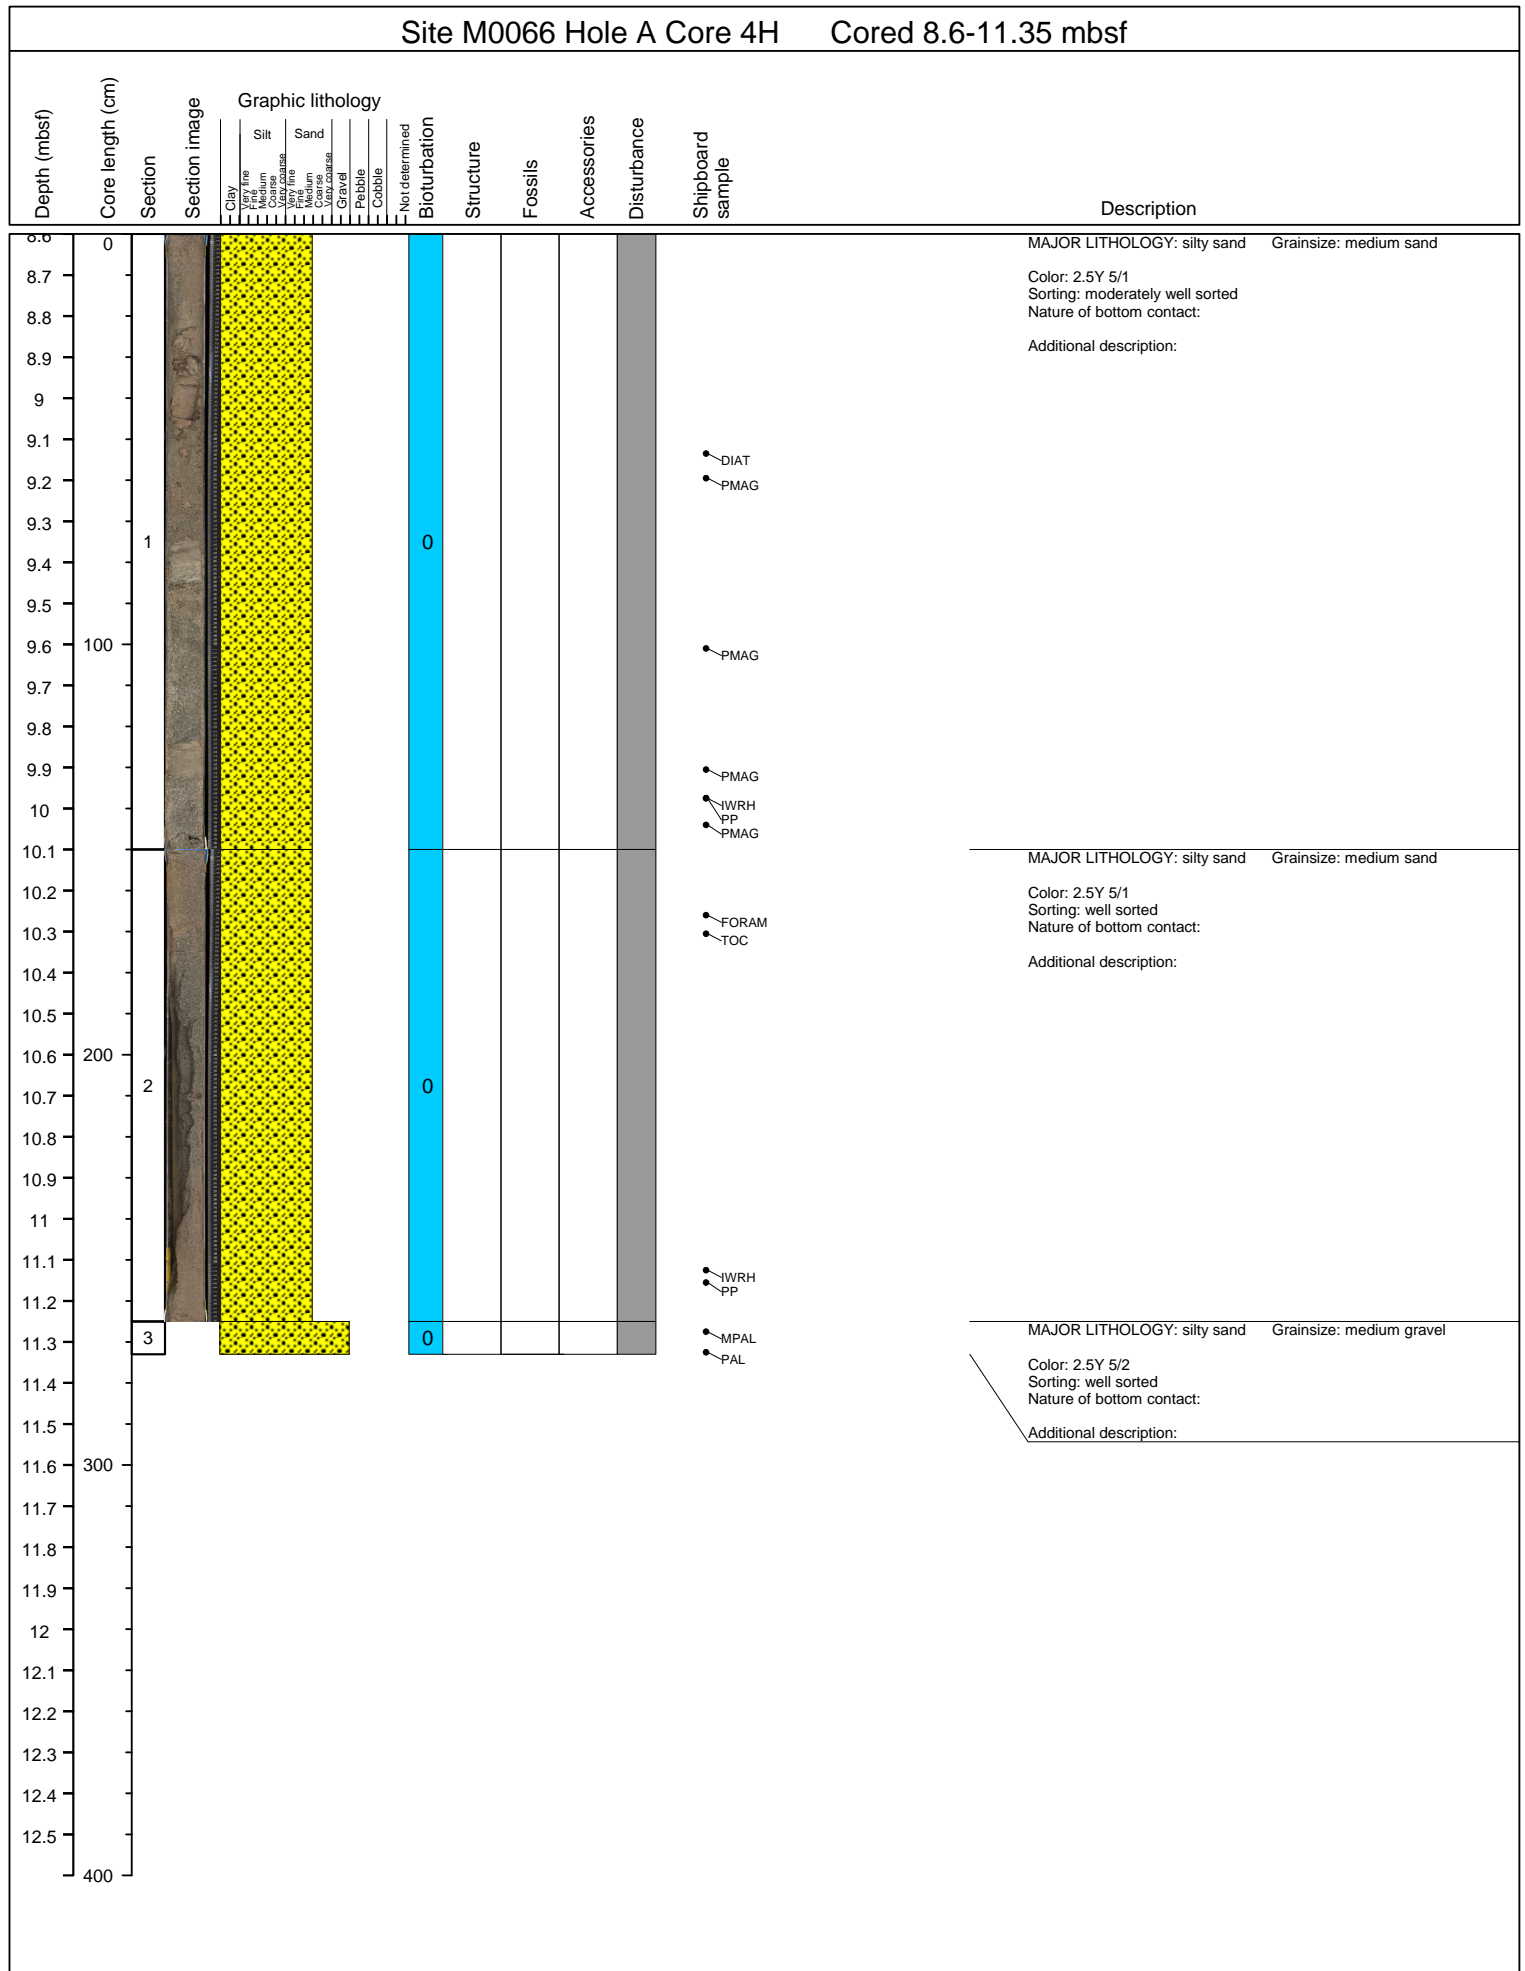 Site M0066 Hole A Core 4H Cored 8.6-11.35 mbsf
Depth (mbsf)
Core length (cm)
Section
Section image
Graphic lithology
Clay
Silt
Very fine
Fine
Medium
Coarse
Very coarse
Sand
Very fine
Fine
Medium
Coarse
Very coarse
Gravel
Pebble
Cobble
Not determined
Bioturbation
Structure
Fossils
Accessories
Disturbance
Shipboard
sample
Description
8.6 0
MAJOR LITHOLOGY: silty sand Grainsize: medium sand
8.7
Color: 2.5Y 5/1
Sorting: moderately well sorted
8.8
Nature of bottom contact:
8.9
Additional description:
9
9.1
DIAT
9.2
PMAG
9.3
1 0
9.4
9.5
9.6 100
PMAG
9.7
9.8
9.9
PMAG
10
IWRH
PP
PMAG
10.1
MAJOR LITHOLOGY: silty sand Grainsize: medium sand
10.2
Color: 2.5Y 5/1
Sorting: well sorted
FORAM
Nature of bottom contact:
10.3
TOC
Additional description:
10.4
10.5
10.6 200
2 0
10.7
10.8
10.9
11
11.1
IWRH
PP
11.2
MAJOR LITHOLOGY: silty sand Grainsize: medium gravel
3 0
MPAL
11.3
PAL
Color: 2.5Y 5/2
Sorting: well sorted
11.4
Nature of bottom contact:
11.5
Additional description:
11.6 300
11.7
11.8
11.9
12
12.1
12.2
12.3
12.4
12.5
400